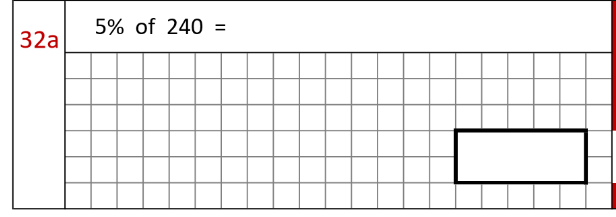 32a
5% of 240 =